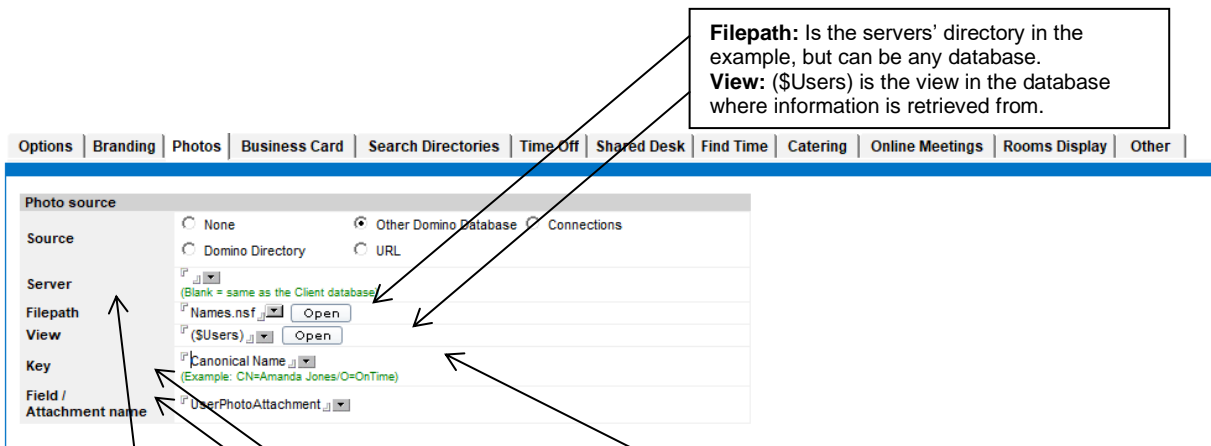 Filepath: Is the servers’ directory in the
example, but can be any database.
View: ($Users) is the view in the database
where information is retrieved from.
Options Branding Photos Business Card Search Directories Time Off Shared Desk Find Time Catering Online Meetings Rooms Display Other
Photo source
Source
None Other Domino Database Connections
Domino Directory URL
Server
(Blank = same as the Client database)
Filepath Names.nsf Open
View ($Users) Open
Key Canonical Name
(Example: CN=Amanda Jones/O=OnTime)
Field /
Attachment name UserPhotoAttachment